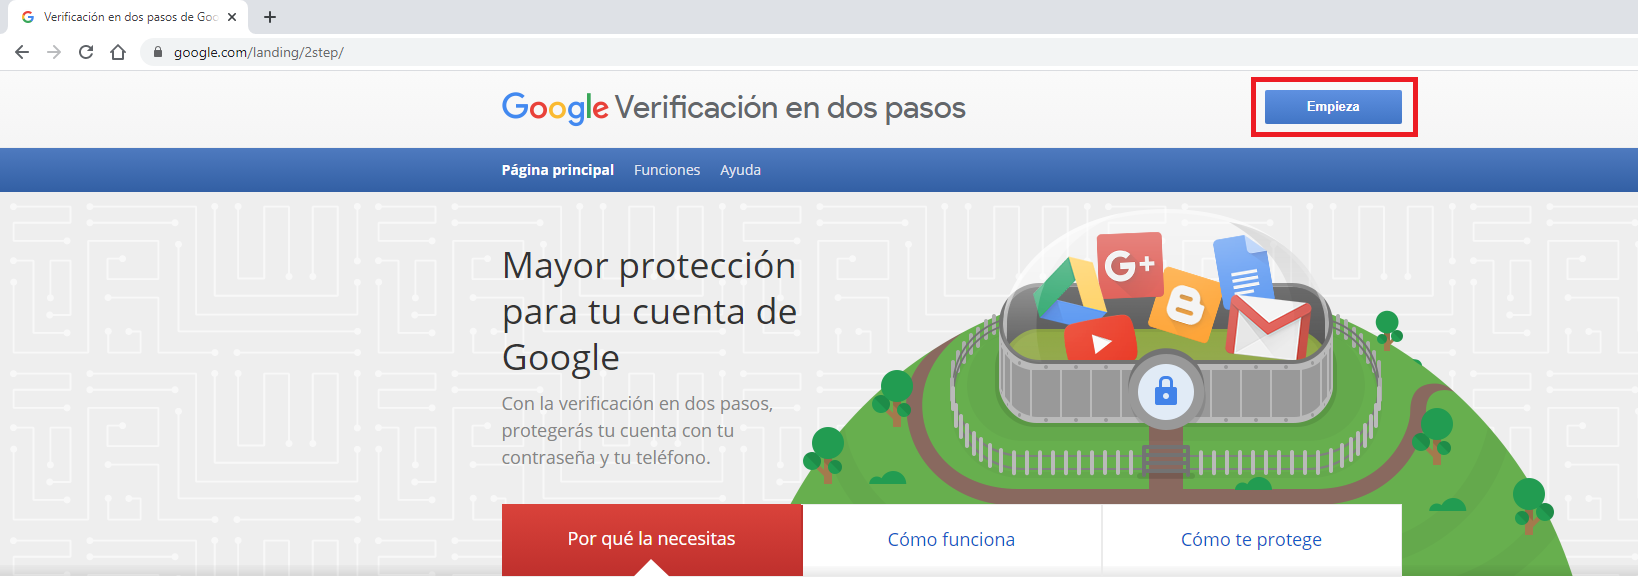 Verificación en dos pasos de Goo
google.com/landing/2step/
Google Verificación en dos pasos
Empieza
Página principal Funciones Ayuda
G+
Mayor protección
para tu cuenta de
Google
Con la verificación en dos pasos,
protegerás tu cuenta con tu
contraseña y tu teléfono.
Por qué la necesitas
Cómo funciona
Cómo te protege